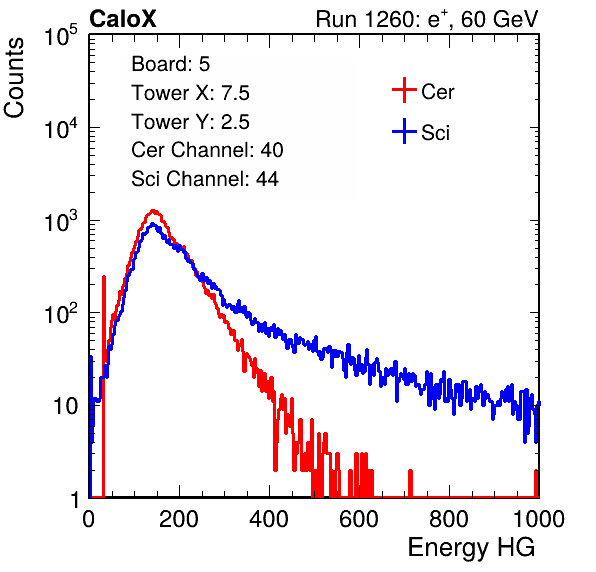 CaloX Run 1260: e⁺, 60 GeV
Board: 5
Tower X: 7.5
Tower Y: 2.5
Cer Channel: 40
Sci Channel: 44
Cer
Sci
Counts
10⁵
10⁴
10³
10²
10
1
0 200 400 600 800 1000
Energy HG